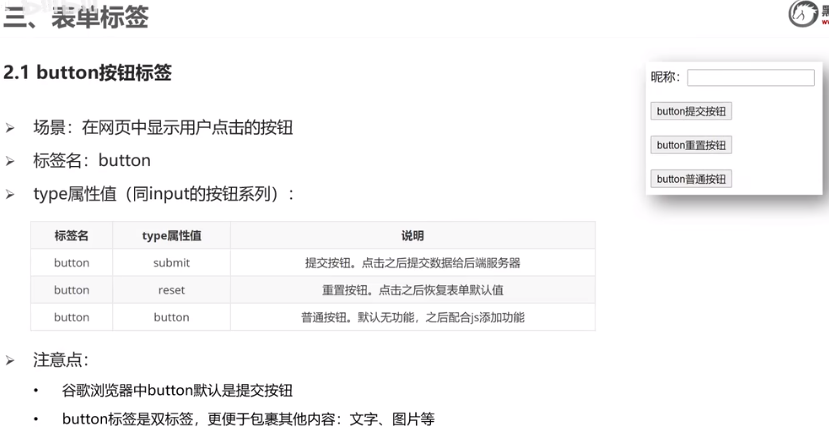 三、表单标签
2.1 button按钮标签
场景：在网页中显示用户点击的按钮
标签名：button
type属性值（同input的按钮系列）：
标签名 type属性值 说明
button submit 提交按钮。点击之后提交数据给后端服务器
button reset 重置按钮。点击之后恢复表单默认值
button button 普通按钮。默认无功能，之后配合js添加功能
注意点：
谷歌浏览器中button默认是提交按钮
button标签是双标签，更便于包裹其他内容：文字、图片等
昵称：
button提交按钮
button重置按钮
button普通按钮